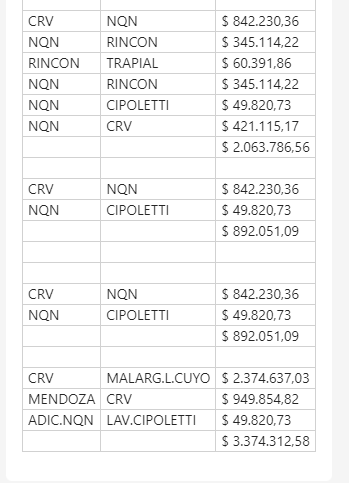 CRV NQN $ 842.230,36
NQN RINCON $ 345.114,22
RINCON TRAPIAL $ 60.391,86
NQN RINCON $ 345.114,22
NQN CIPOLETTI $ 49.820,73
NQN CRV $ 421.115,17
$ 2.063.786,56
CRV NQN $ 842.230,36
NQN CIPOLETTI $ 49.820,73
$ 892.051,09
CRV NQN $ 842.230,36
NQN CIPOLETTI $ 49.820,73
$ 892.051,09
CRV MALARG.L.CUYO $ 2.374.637,03
MENDOZA CRV $ 949.854,82
ADIC.NQN LAV.CIPOLETTI $ 49.820,73
$ 3.374.312,58